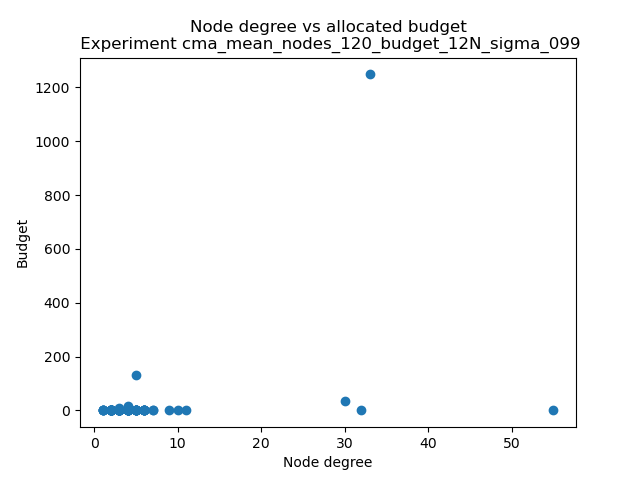 Node degree vs allocated budget
Experiment cma_mean_nodes_120_budget_12N_sigma_099
1200
1000
800
600
400
200
0
Budget
0 10 20 30 40 50
Node degree